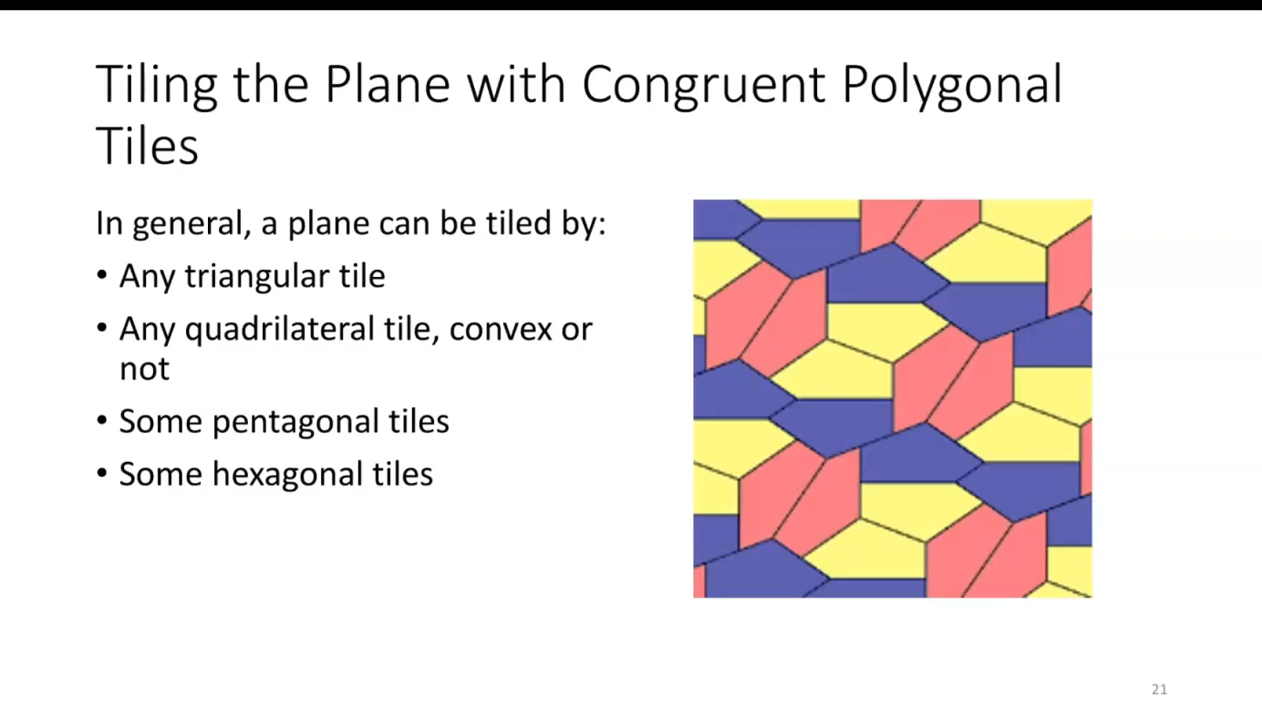 Tiling the Plane with Congruent Polygonal
Tiles
In general, a plane can be tiled by:
• Any triangular tile
• Any quadrilateral tile, convex or
not
• Some pentagonal tiles
• Some hexagonal tiles
21